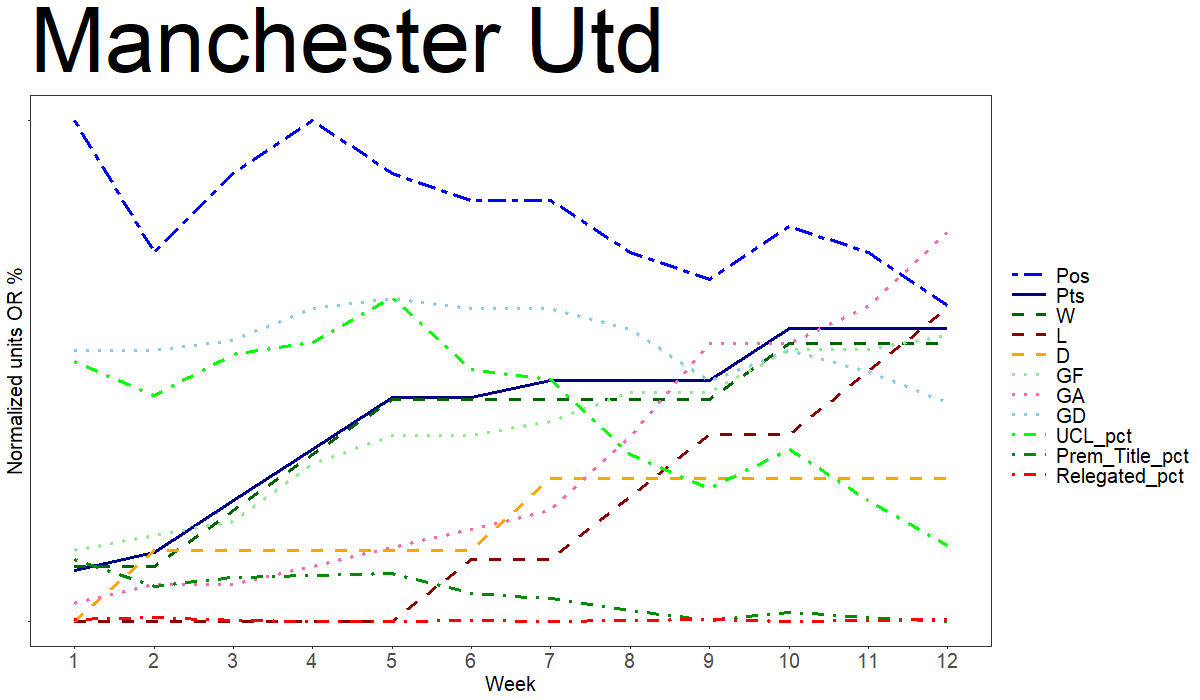 Manchester Utd
Normalized units OR %
1 2 3 4 5 6 7 8 9 10 11 12
Week
Pos
Pts
W
L
D
GF
GA
GD
UCL_pct
Prem_Title_pct
Relegated_pct